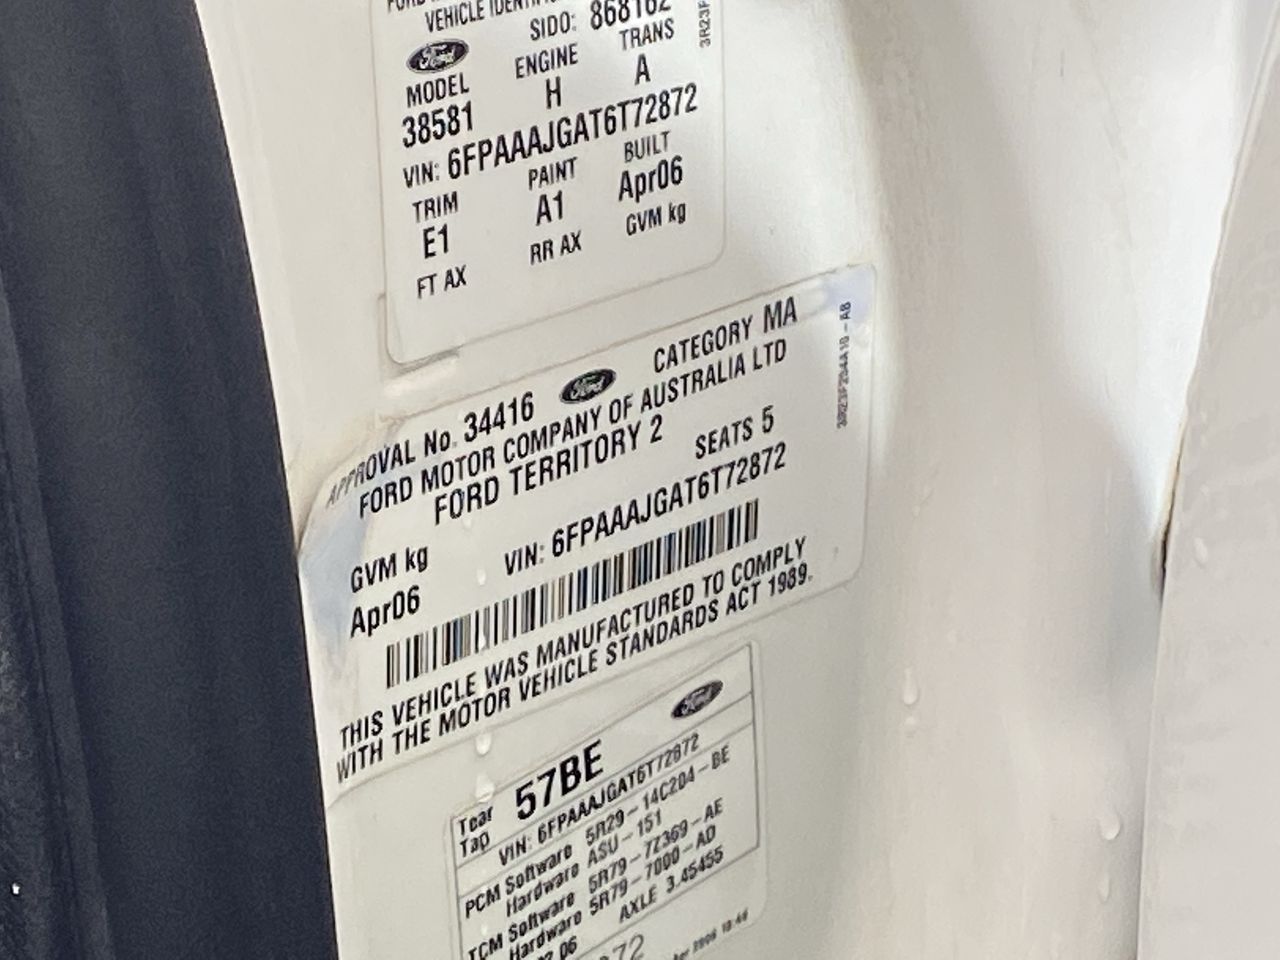 VEHICLE
SIDO: 868162
Ford
MODEL ENGINE TRANS
38581 H A
VIN: 6FPAAAJGAT6T72872
TRIM PAINT BUILT
E1 A1 Apr06
FT AX RR AX GVM kg
APPROVAL No. 34416 Ford CATEGORY MA
FORD MOTOR COMPANY OF AUSTRALIA LTD
FORD TERRITORY 2 SEATS 5
GVM kg VIN: 6FPAAAJGAT6T72872
Apr06
THIS VEHICLE WAS MANUFACTURED TO COMPLY
WITH THE MOTOR VEHICLE STANDARDS ACT 1989.
Ford
Tear Tap 57BE
VIN: 6FPAAAJGAT6T72872
PCM Software 5R29-14C204-BE
Hardware ASU-151
TCM Software 5R79-7Z369-AE
Hardware 5R79-7000-AD
AXLE 3.45455